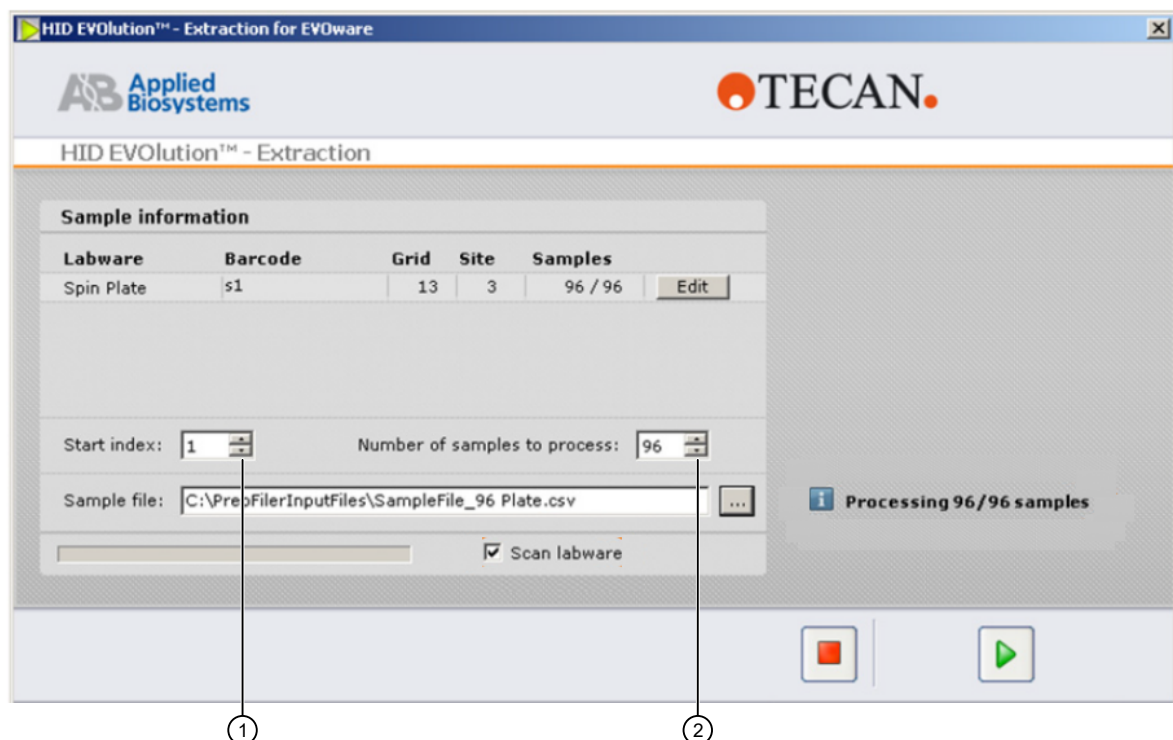 HID EVOlution™ - Extraction for EVOware
AB Applied
Biosystems
TECAN.
HID EVOlution™ - Extraction
Sample information
Labware Barcode Grid Site Samples
Spin Plate s1 13 3 96 / 96 Edit
Start index: 1 Number of samples to process: 96
Sample file: C:\PrepFilerInputFiles\SampleFile_96 Plate.csv ...
i Processing 96/96 samples
Scan labware
1 2